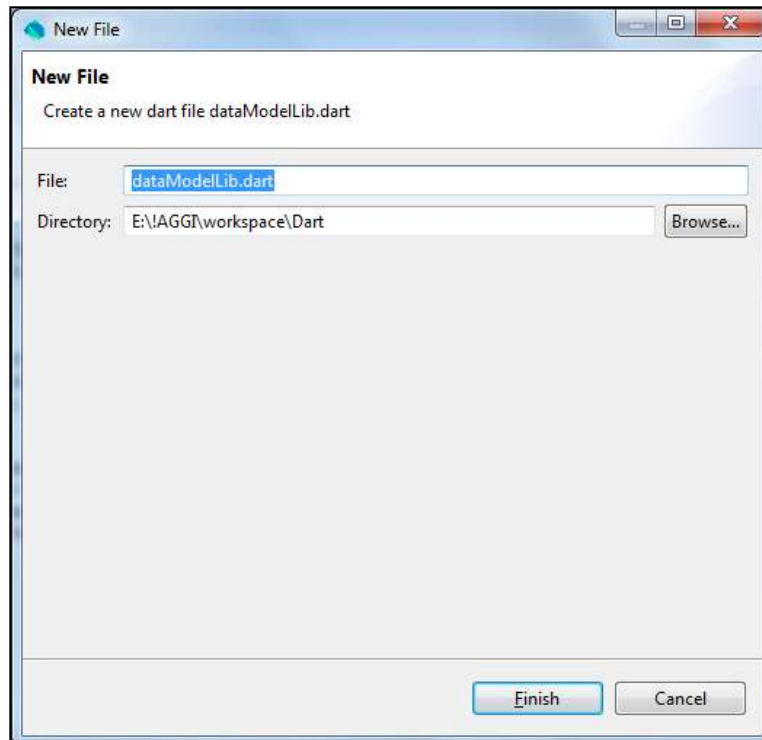 New File
New File
Create a new dart file dataModelLib.dart
File: dataModelLib.dart
Directory: E:\!AGGI\workspace\Dart Browse...
Finish Cancel